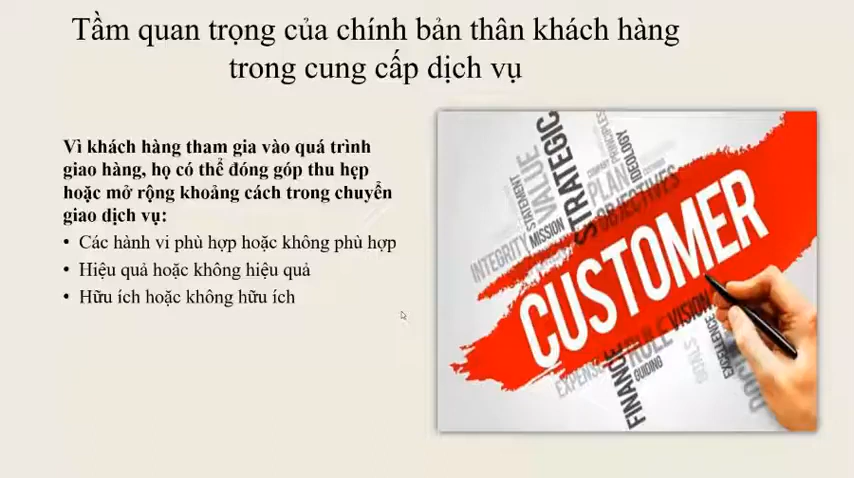 Tầm quan trọng của chính bản thân khách hàng
trong cung cấp dịch vụ
Vì khách hàng tham gia vào quá trình
giao hàng, họ có thể đóng góp thu hẹp
hoặc mở rộng khoảng cách trong chuyển
giao dịch vụ:
• Các hành vi phù hợp hoặc không phù hợp
• Hiệu quả hoặc không hiệu quả
• Hữu ích hoặc không hữu ích
INTEGRITY
STATEMENT
MISSION
VALUE
STRATEGIC
PLAN
PRINCIPLES
IDEOLOGY
OBJECTIVES
CUSTOMER
FINANCE
GUIDING
VISION
GOALS
EXCELLENCE